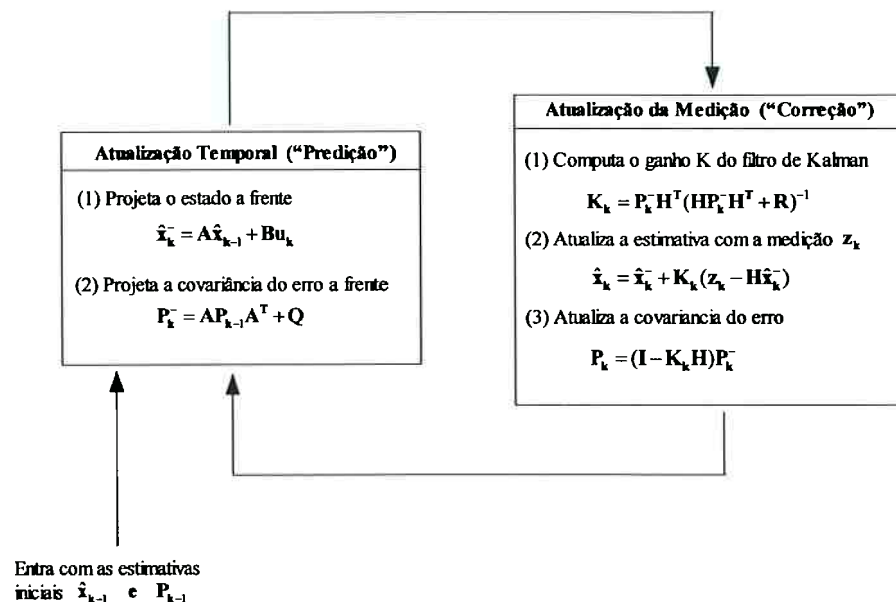 Atualização Temporal (“Predição”)
(1) Projeta o estado a frente
x̂ₖ⁻ = Ax̂ₖ₋₁ + Buₖ
(2) Projeta a covariância do erro a frente
Pₖ⁻ = APₖ₋₁Aᵀ + Q
Atualização da Medição (“Correção”)
(1) Computa o ganho K do filtro de Kalman
Kₖ = Pₖ⁻Hᵀ(HPₖ⁻Hᵀ + R)⁻¹
(2) Atualiza a estimativa com a medição zₖ
x̂ₖ = x̂ₖ⁻ + Kₖ(zₖ − Hx̂ₖ⁻)
(3) Atualiza a covariancia do erro
Pₖ = (I − KₖH)Pₖ⁻
Entra com as estimativas
iniciais x̂ₖ₋₁ e Pₖ₋₁